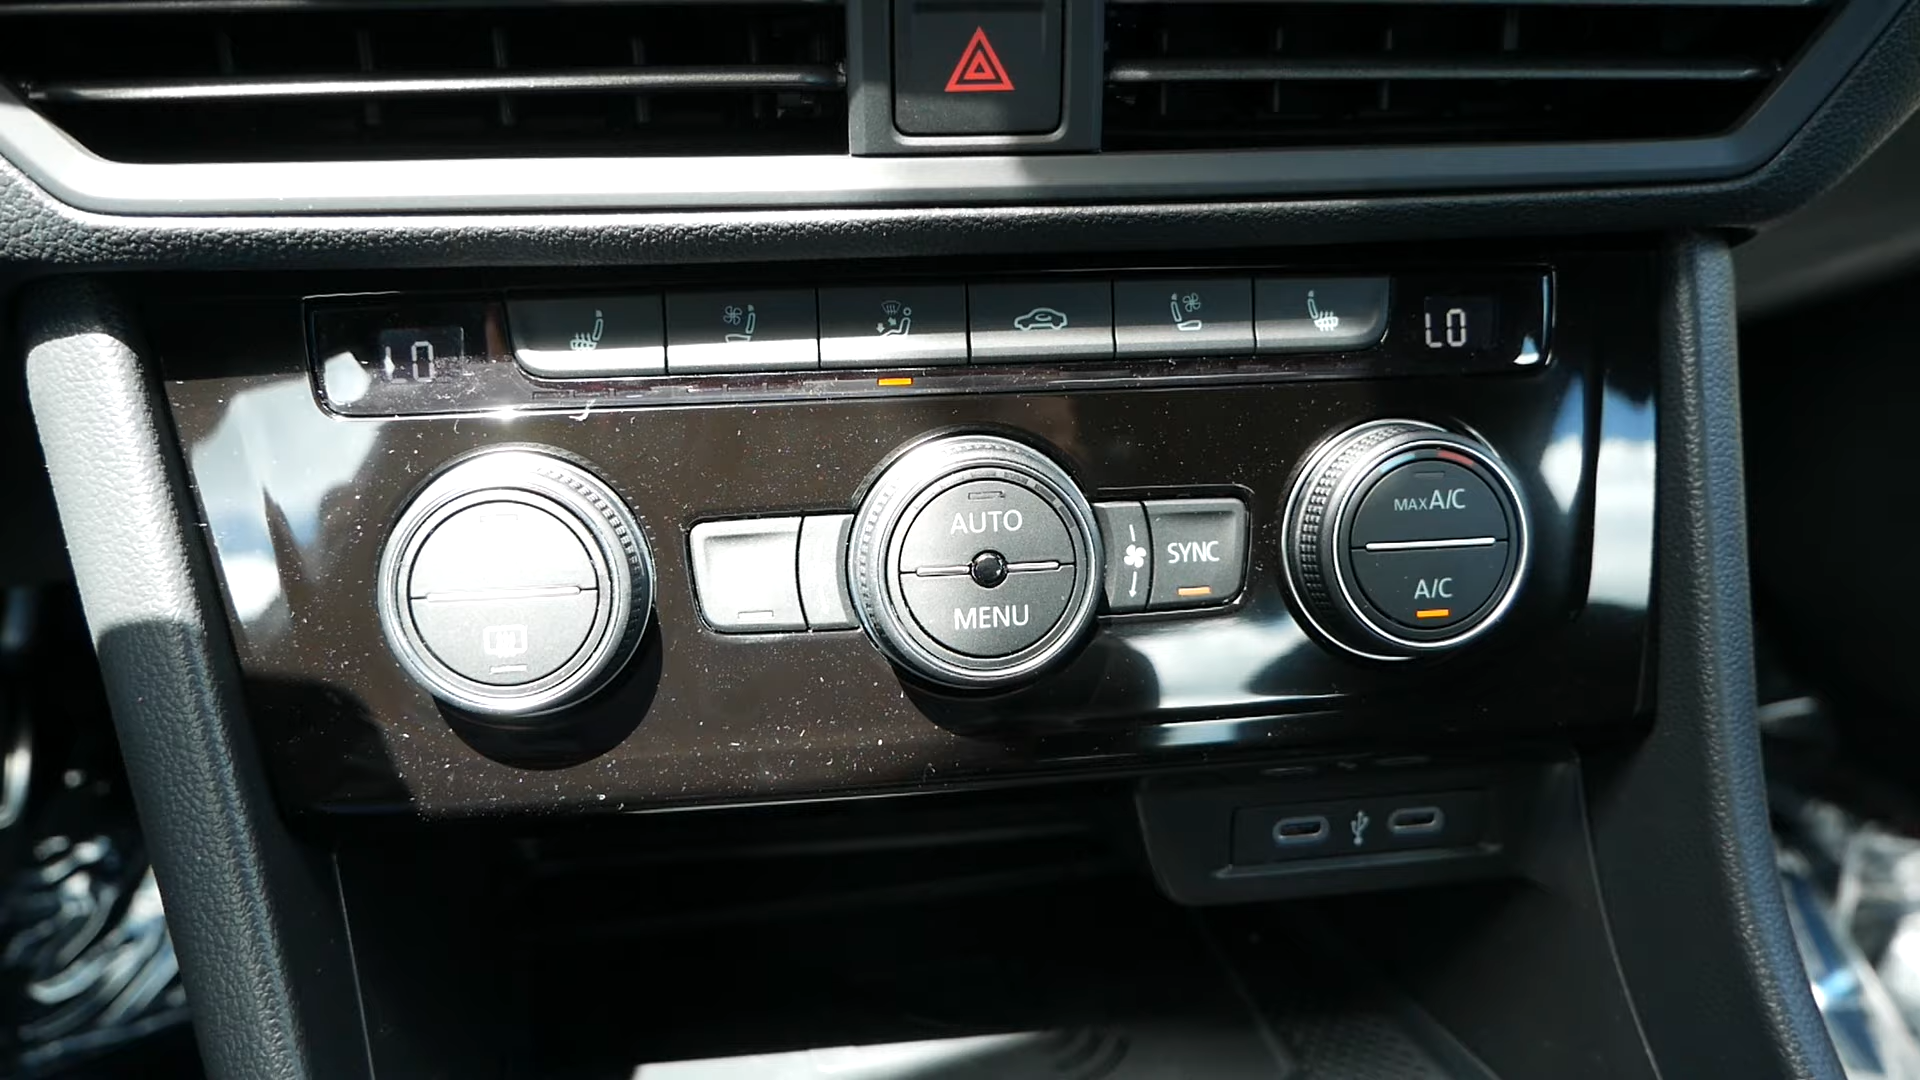 LO
LO
AUTO
MENU
SYNC
MAX A/C
A/C